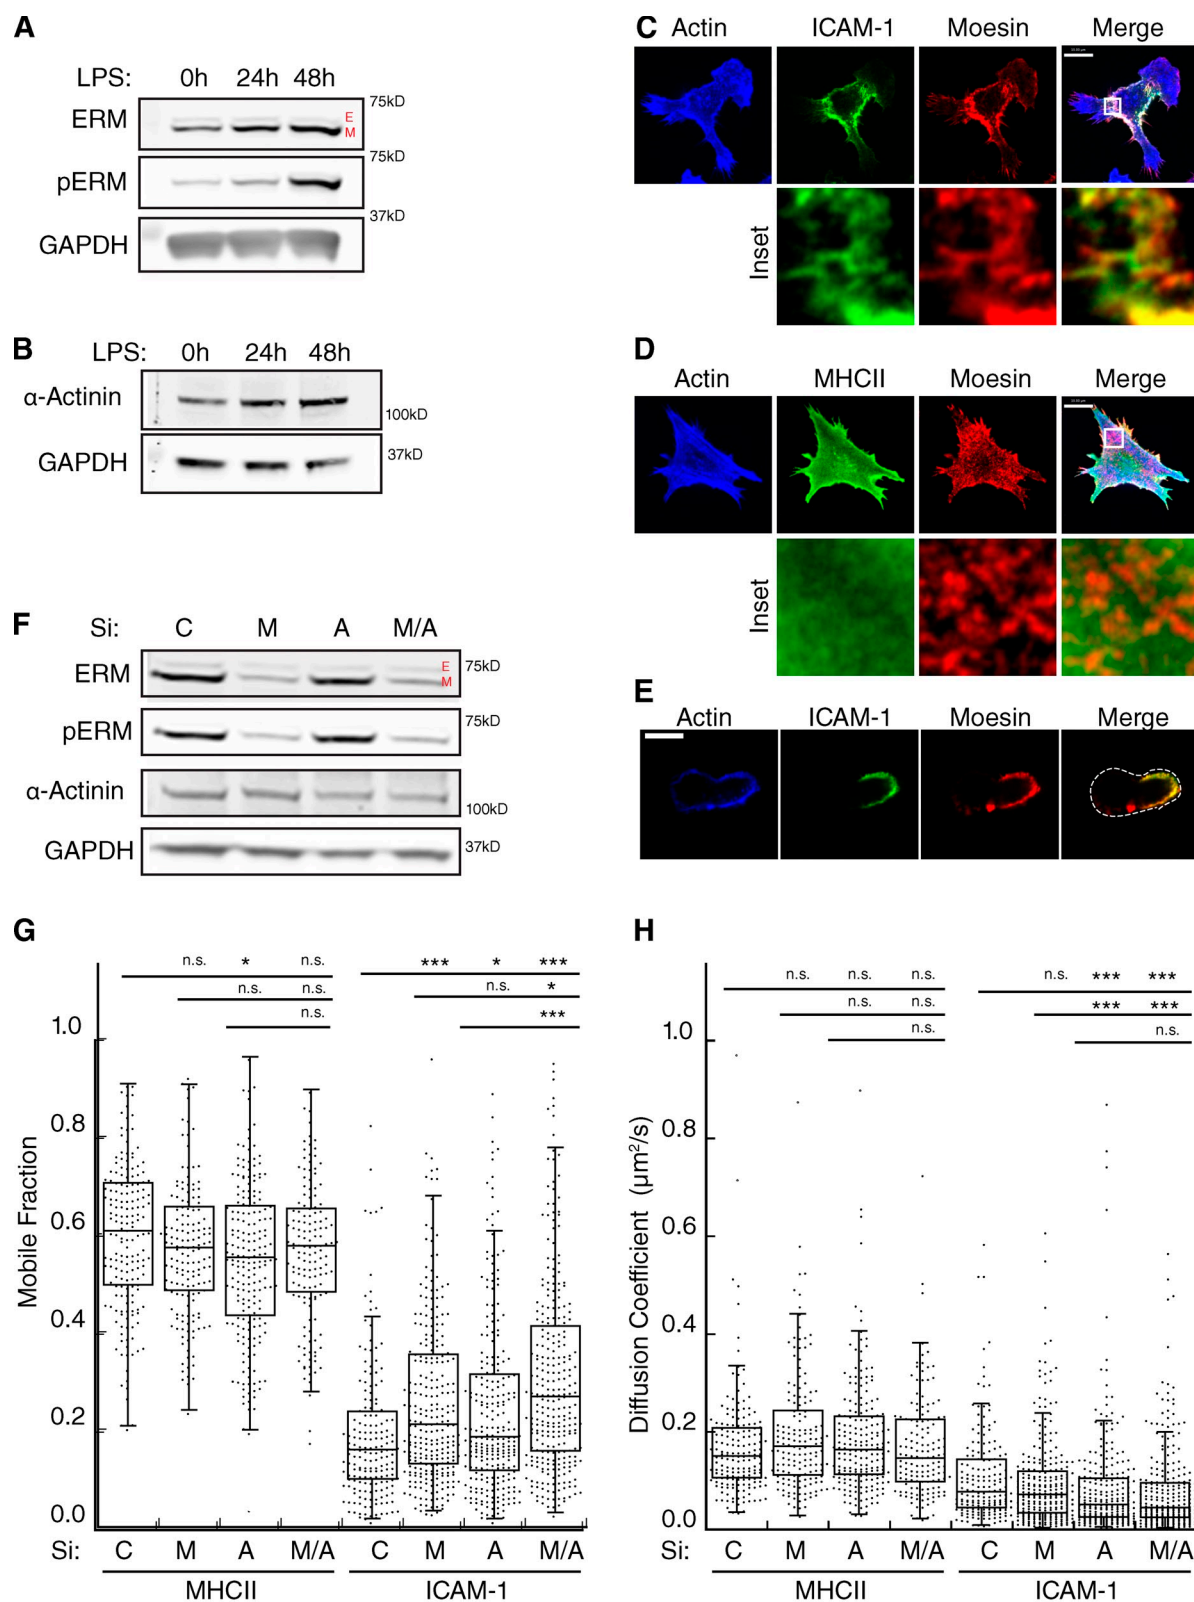 A
LPS: 0h 24h 48h
ERM
75kD
E
M
pERM
75kD
GAPDH
37kD
B
LPS: 0h 24h 48h
α-Actinin
100kD
GAPDH
37kD
F
Si: C M A M/A
ERM
75kD
E
M
pERM
75kD
α-Actinin
100kD
GAPDH
37kD
C
Actin ICAM-1 Moesin Merge
Inset
D
Actin MHCII Moesin Merge
Inset
E
Actin ICAM-1 Moesin Merge
G
n.s. * n.s. *** * ***
n.s. n.s. n.s. *
n.s. ***
Mobile Fraction
1.0
0.8
0.6
0.4
0.2
0.0
Si: C M A M/A C M A M/A
MHCII ICAM-1
H
n.s. n.s. n.s. n.s. *** ***
n.s. n.s. *** ***
n.s. n.s.
Diffusion Coefficient (μm²/s)
1.0
0.8
0.6
0.4
0.2
0.0
Si: C M A M/A C M A M/A
MHCII ICAM-1